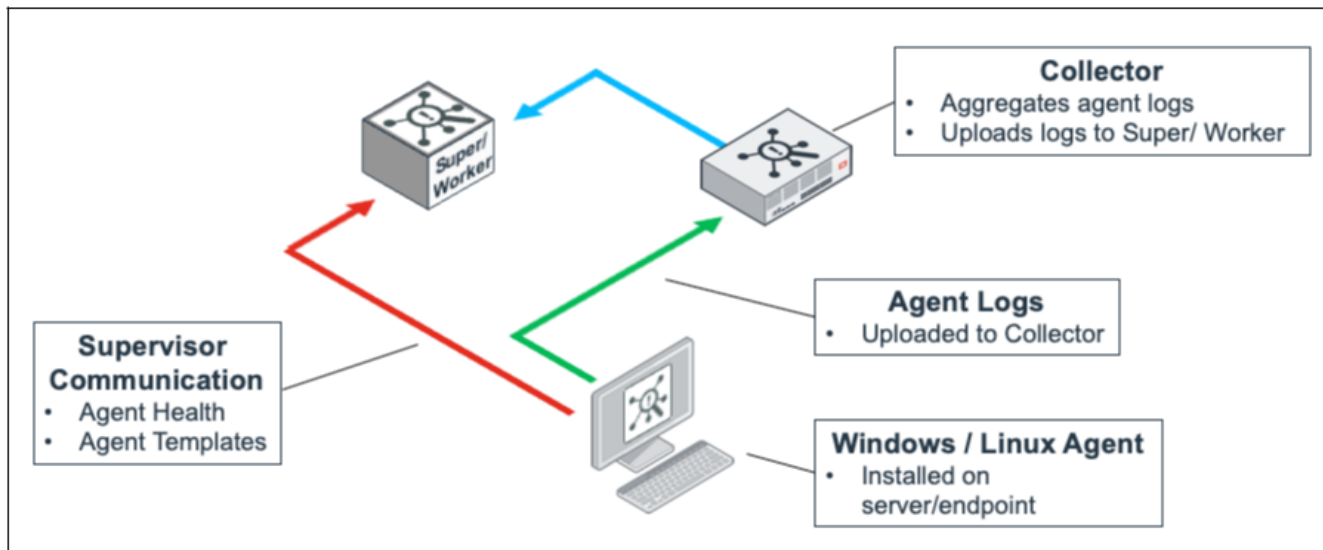 Collector
• Aggregates agent logs
• Uploads logs to Super/ Worker
Super/
Worker
Agent Logs
• Uploaded to Collector
Supervisor
Communication
• Agent Health
• Agent Templates
Windows / Linux Agent
• Installed on
server/endpoint